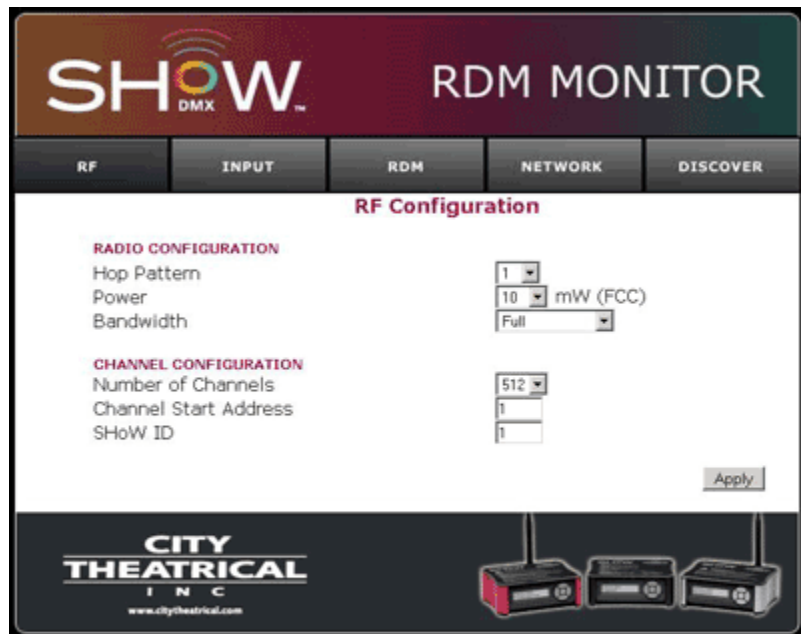 SHoW DMX ™ RDM MONITOR
RF INPUT RDM NETWORK DISCOVER
RF Configuration
RADIO CONFIGURATION
Hop Pattern 1
Power 10 mW (FCC)
Bandwidth Full
CHANNEL CONFIGURATION
Number of Channels 512
Channel Start Address 1
SHoW ID 1
Apply
CITY
THEATRICAL
INC
www.citytheatrical.com